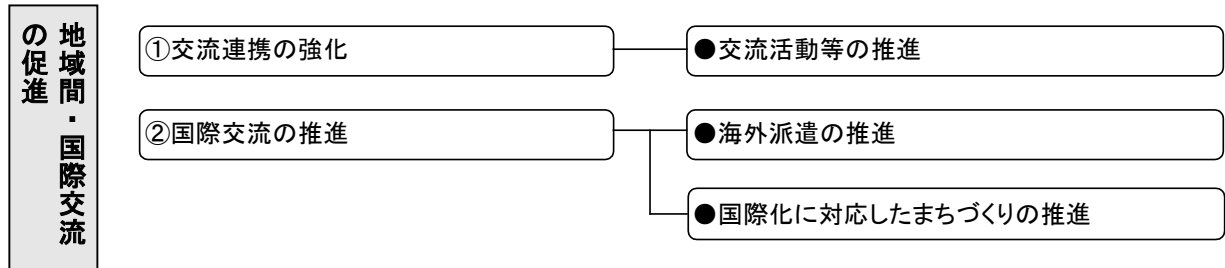 地域間・国際交流
の促進
①交流連携の強化
●交流活動等の推進
②国際交流の推進
●海外派遣の推進
●国際化に対応したまちづくりの推進